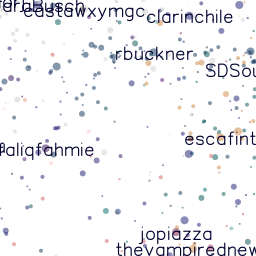 castawxymgc
clarinchile
rbuckner
SDSou
escafint
aliqfahmie
jopiazza
thevampirednew